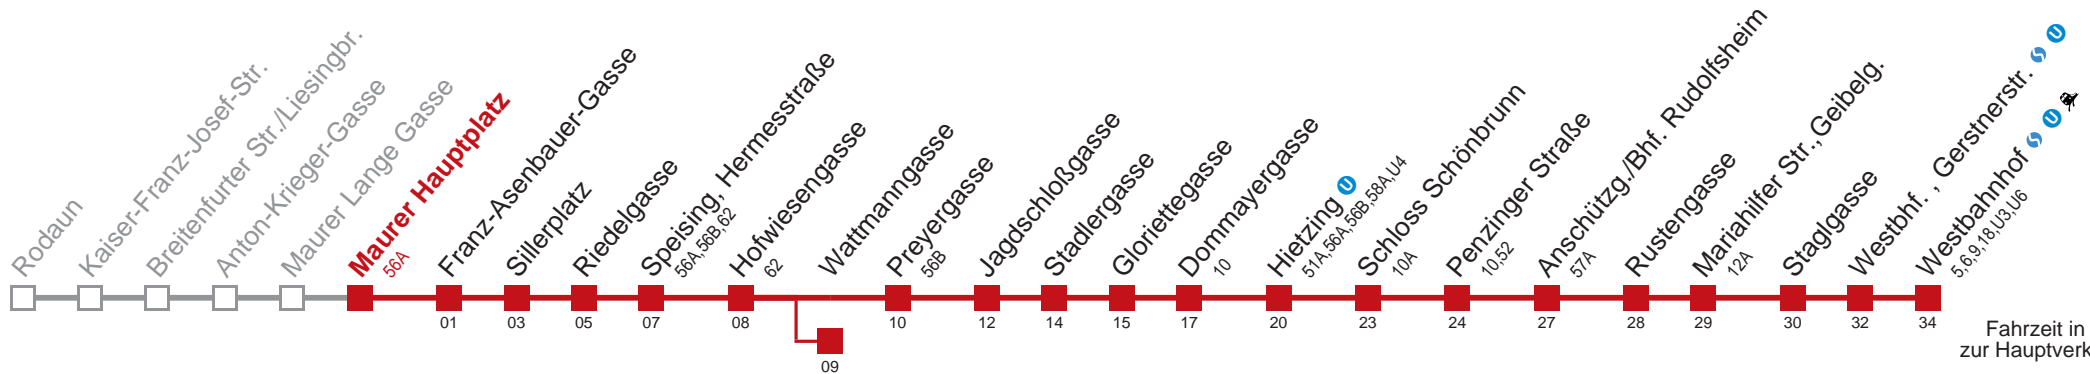 Rodaun
Kaiser-Franz-Josef-Str.
Breitenfurter Str./Liesingbr.
Anton-Krieger-Gasse
Maurer Lange Gasse
Maurer Hauptplatz
56A
Franz-Asenbauer-Gasse
01
Sillerplatz
03
Riedelgasse
05
Speising, Hermesstraße
56A,56B,62
07
Hofwiesengasse
62
08
Wattmanngasse
09
Preyergasse
56B
10
Jagdschloßgasse
12
Stadlergasse
14
Gloriettegasse
15
Dommayergasse
10
17
Hietzing U
51A,56A,56B,58A,U4
20
Schloss Schönbrunn
10A
23
Penzinger Straße
10,52
24
Anschützg./Bhf. Rudolfsheim
57A
27
Rustengasse
28
Mariahilfer Str., Geibelg.
12A
29
Staglgasse
30
Westbhf. , Gerstnerstr. S U
32
Westbahnhof S U
5,6,9,18,U3,U6
34
Fahrzeit in
zur Hauptverk